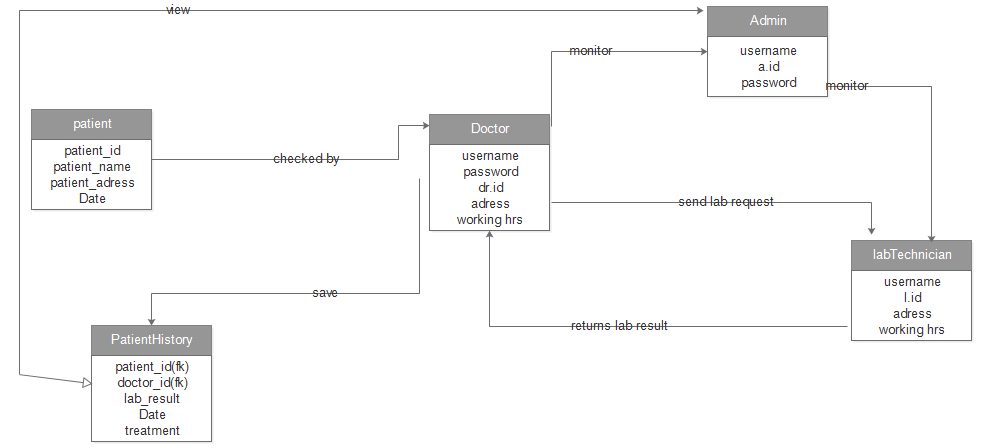 view
Admin
username
a.id
password
monitor
monitor
patient
patient_id
patient_name
patient_adress
Date
checked by
Doctor
username
password
dr.id
adress
working hrs
send lab request
labTechnician
username
l.id
adress
working hrs
save
returns lab result
PatientHistory
patient_id(fk)
doctor_id(fk)
lab_result
Date
treatment